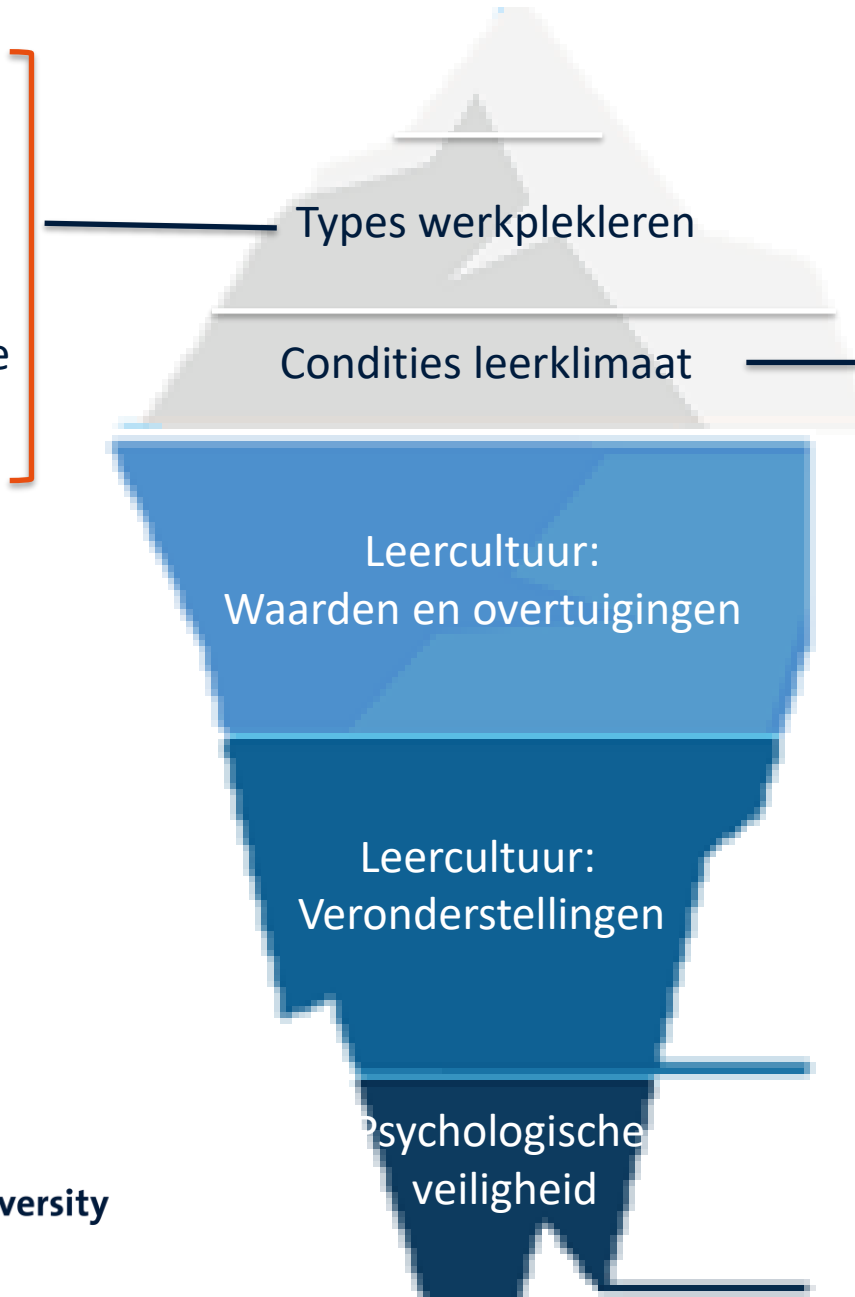 Types werkplekleren
e
Condities leerklimaat
Leercultuur:
Waarden en overtuigingen
Leercultuur:
Veronderstellingen
Psychologische
veiligheid
versity